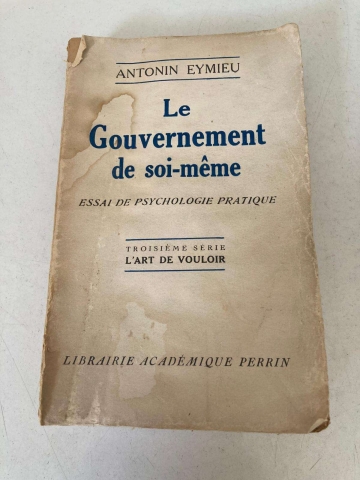 ANTONIN EYMIEU
Le
Gouvernement
de soi-même
ESSAI DE PSYCHOLOGIE PRATIQUE
TROISIÈME SÉRIE
L'ART DE VOULOIR
LIBRAIRIE ACADÉMIQUE PERRIN